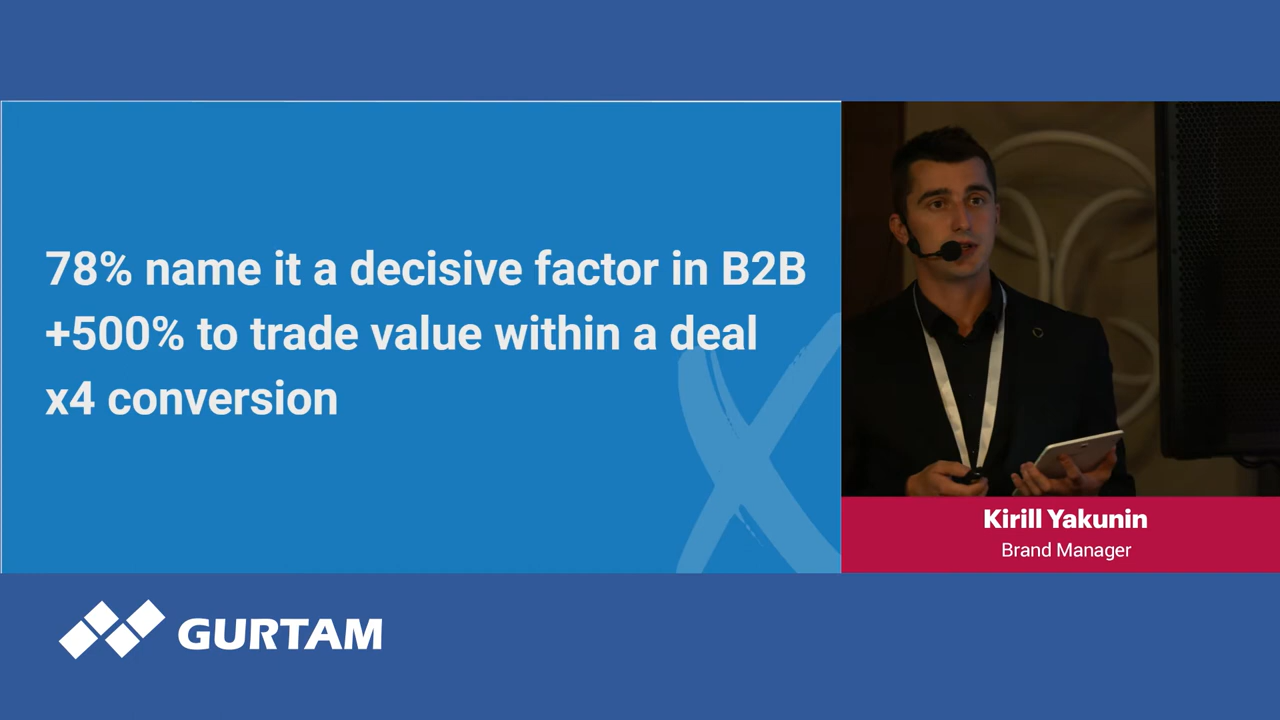 78% name it a decisive factor in B2B
+500% to trade value within a deal
x4 conversion
Kirill Yakunin
Brand Manager
GURTAM